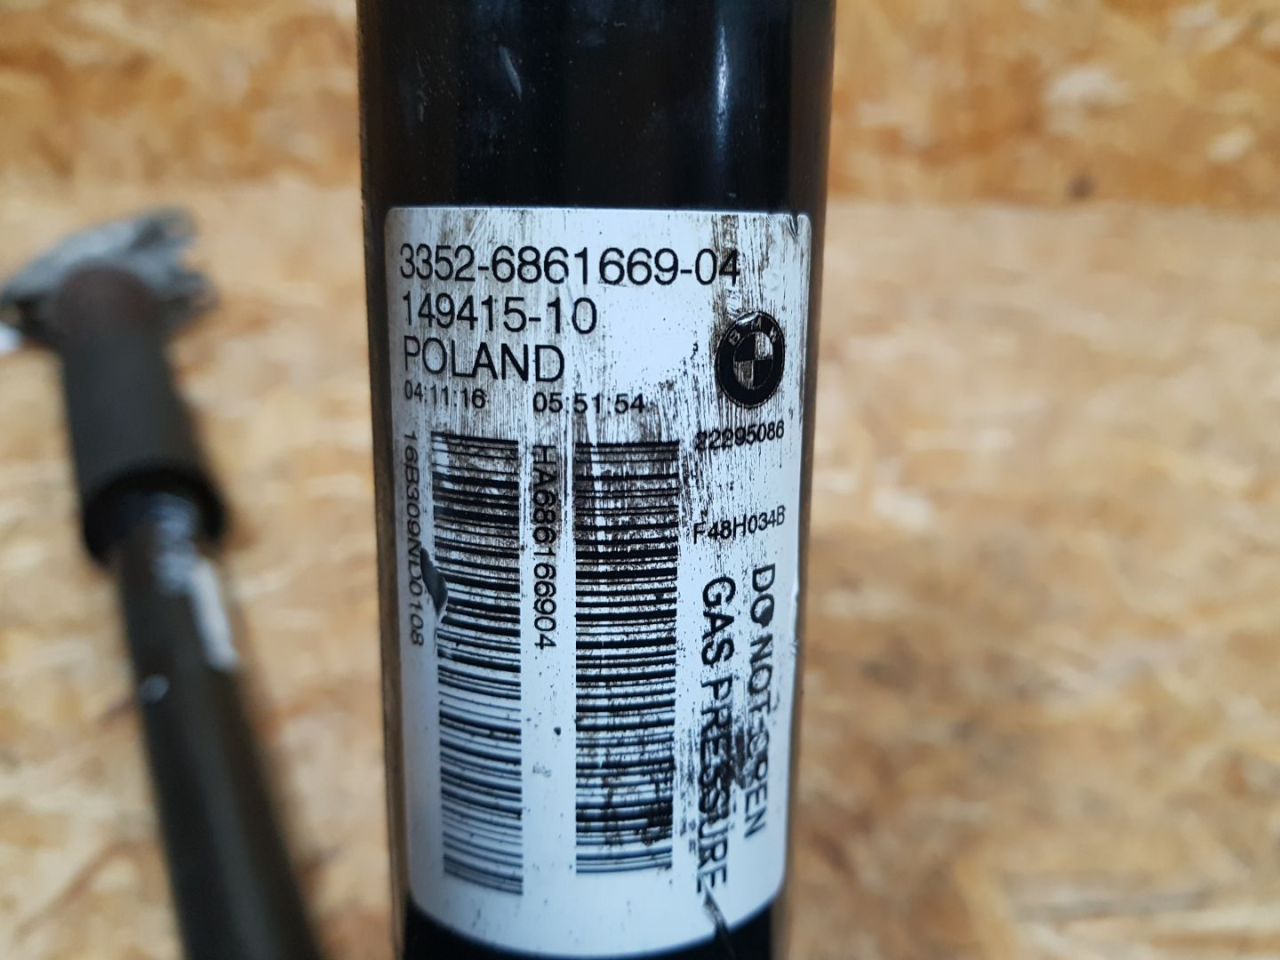 3352-6861669-04
149415-10
POLAND
04:11:16 05:51:54
BMW
22295086
16B309ND0108
HA686166904
F48H034B
DO NOT OPEN
GAS PRESSURE